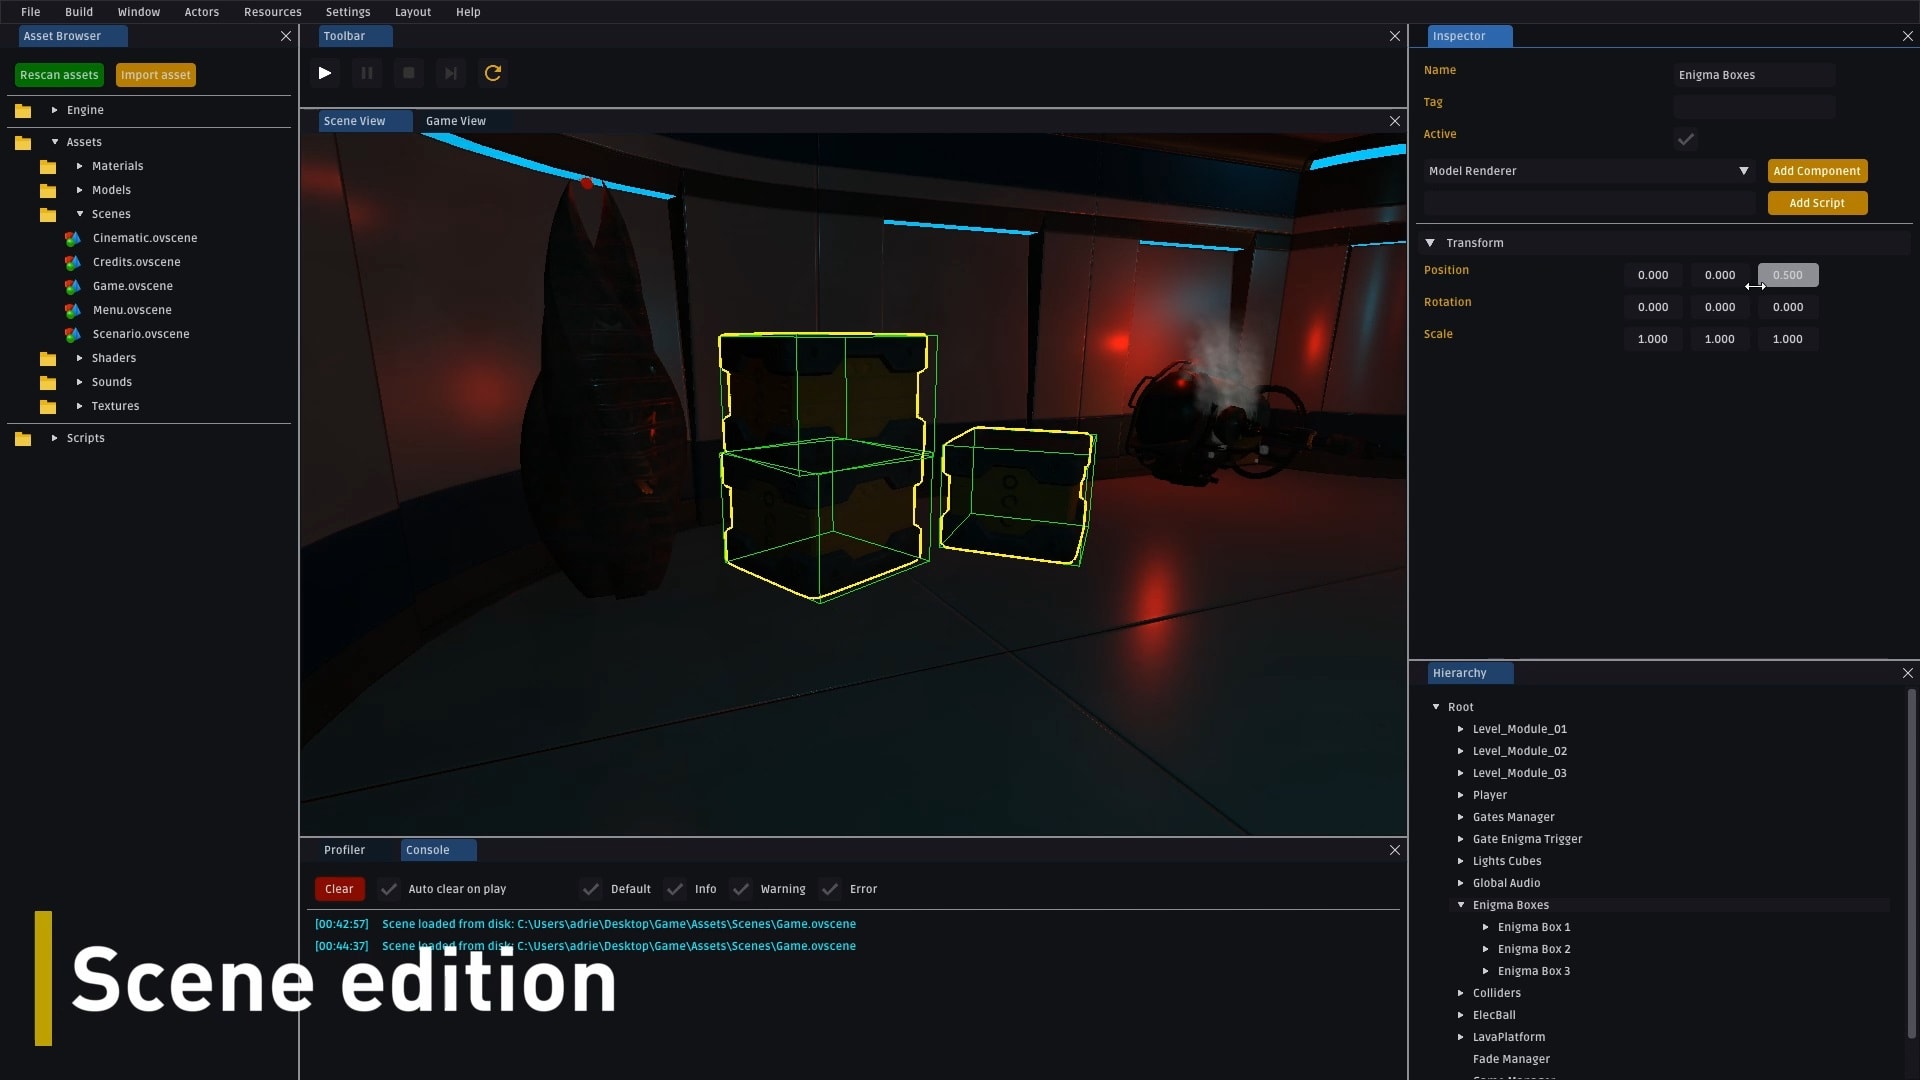 File Build Window Actors Resources Settings Layout Help
Asset Browser
Rescan assets Import asset
Engine
Assets
Materials
Models
Scenes
Cinematic.ovscene
Credits.ovscene
Game.ovscene
Menu.ovscene
Scenario.ovscene
Shaders
Sounds
Textures
Scripts
Toolbar
Scene View Game View
Profiler Console
Clear Auto clear on play Default Info Warning Error
[00:42:57] Scene loaded from disk: C:\Users\adrie\Desktop\Game\Assets\Scenes\Game.ovscene
[00:44:37] Scene loaded from disk: C:\Users\adrie\Desktop\Game\Assets\Scenes\Game.ovscene
Scene edition
Inspector
Name Enigma Boxes
Tag
Active
Model Renderer Add Component
Add Script
Transform
Position 0.000 0.000 0.500
Rotation 0.000 0.000 0.000
Scale 1.000 1.000 1.000
Hierarchy
Root
Level_Module_01
Level_Module_02
Level_Module_03
Player
Gates Manager
Gate Enigma Trigger
Lights Cubes
Global Audio
Enigma Boxes
Enigma Box 1
Enigma Box 2
Enigma Box 3
Colliders
ElecBall
LavaPlatform
Fade Manager